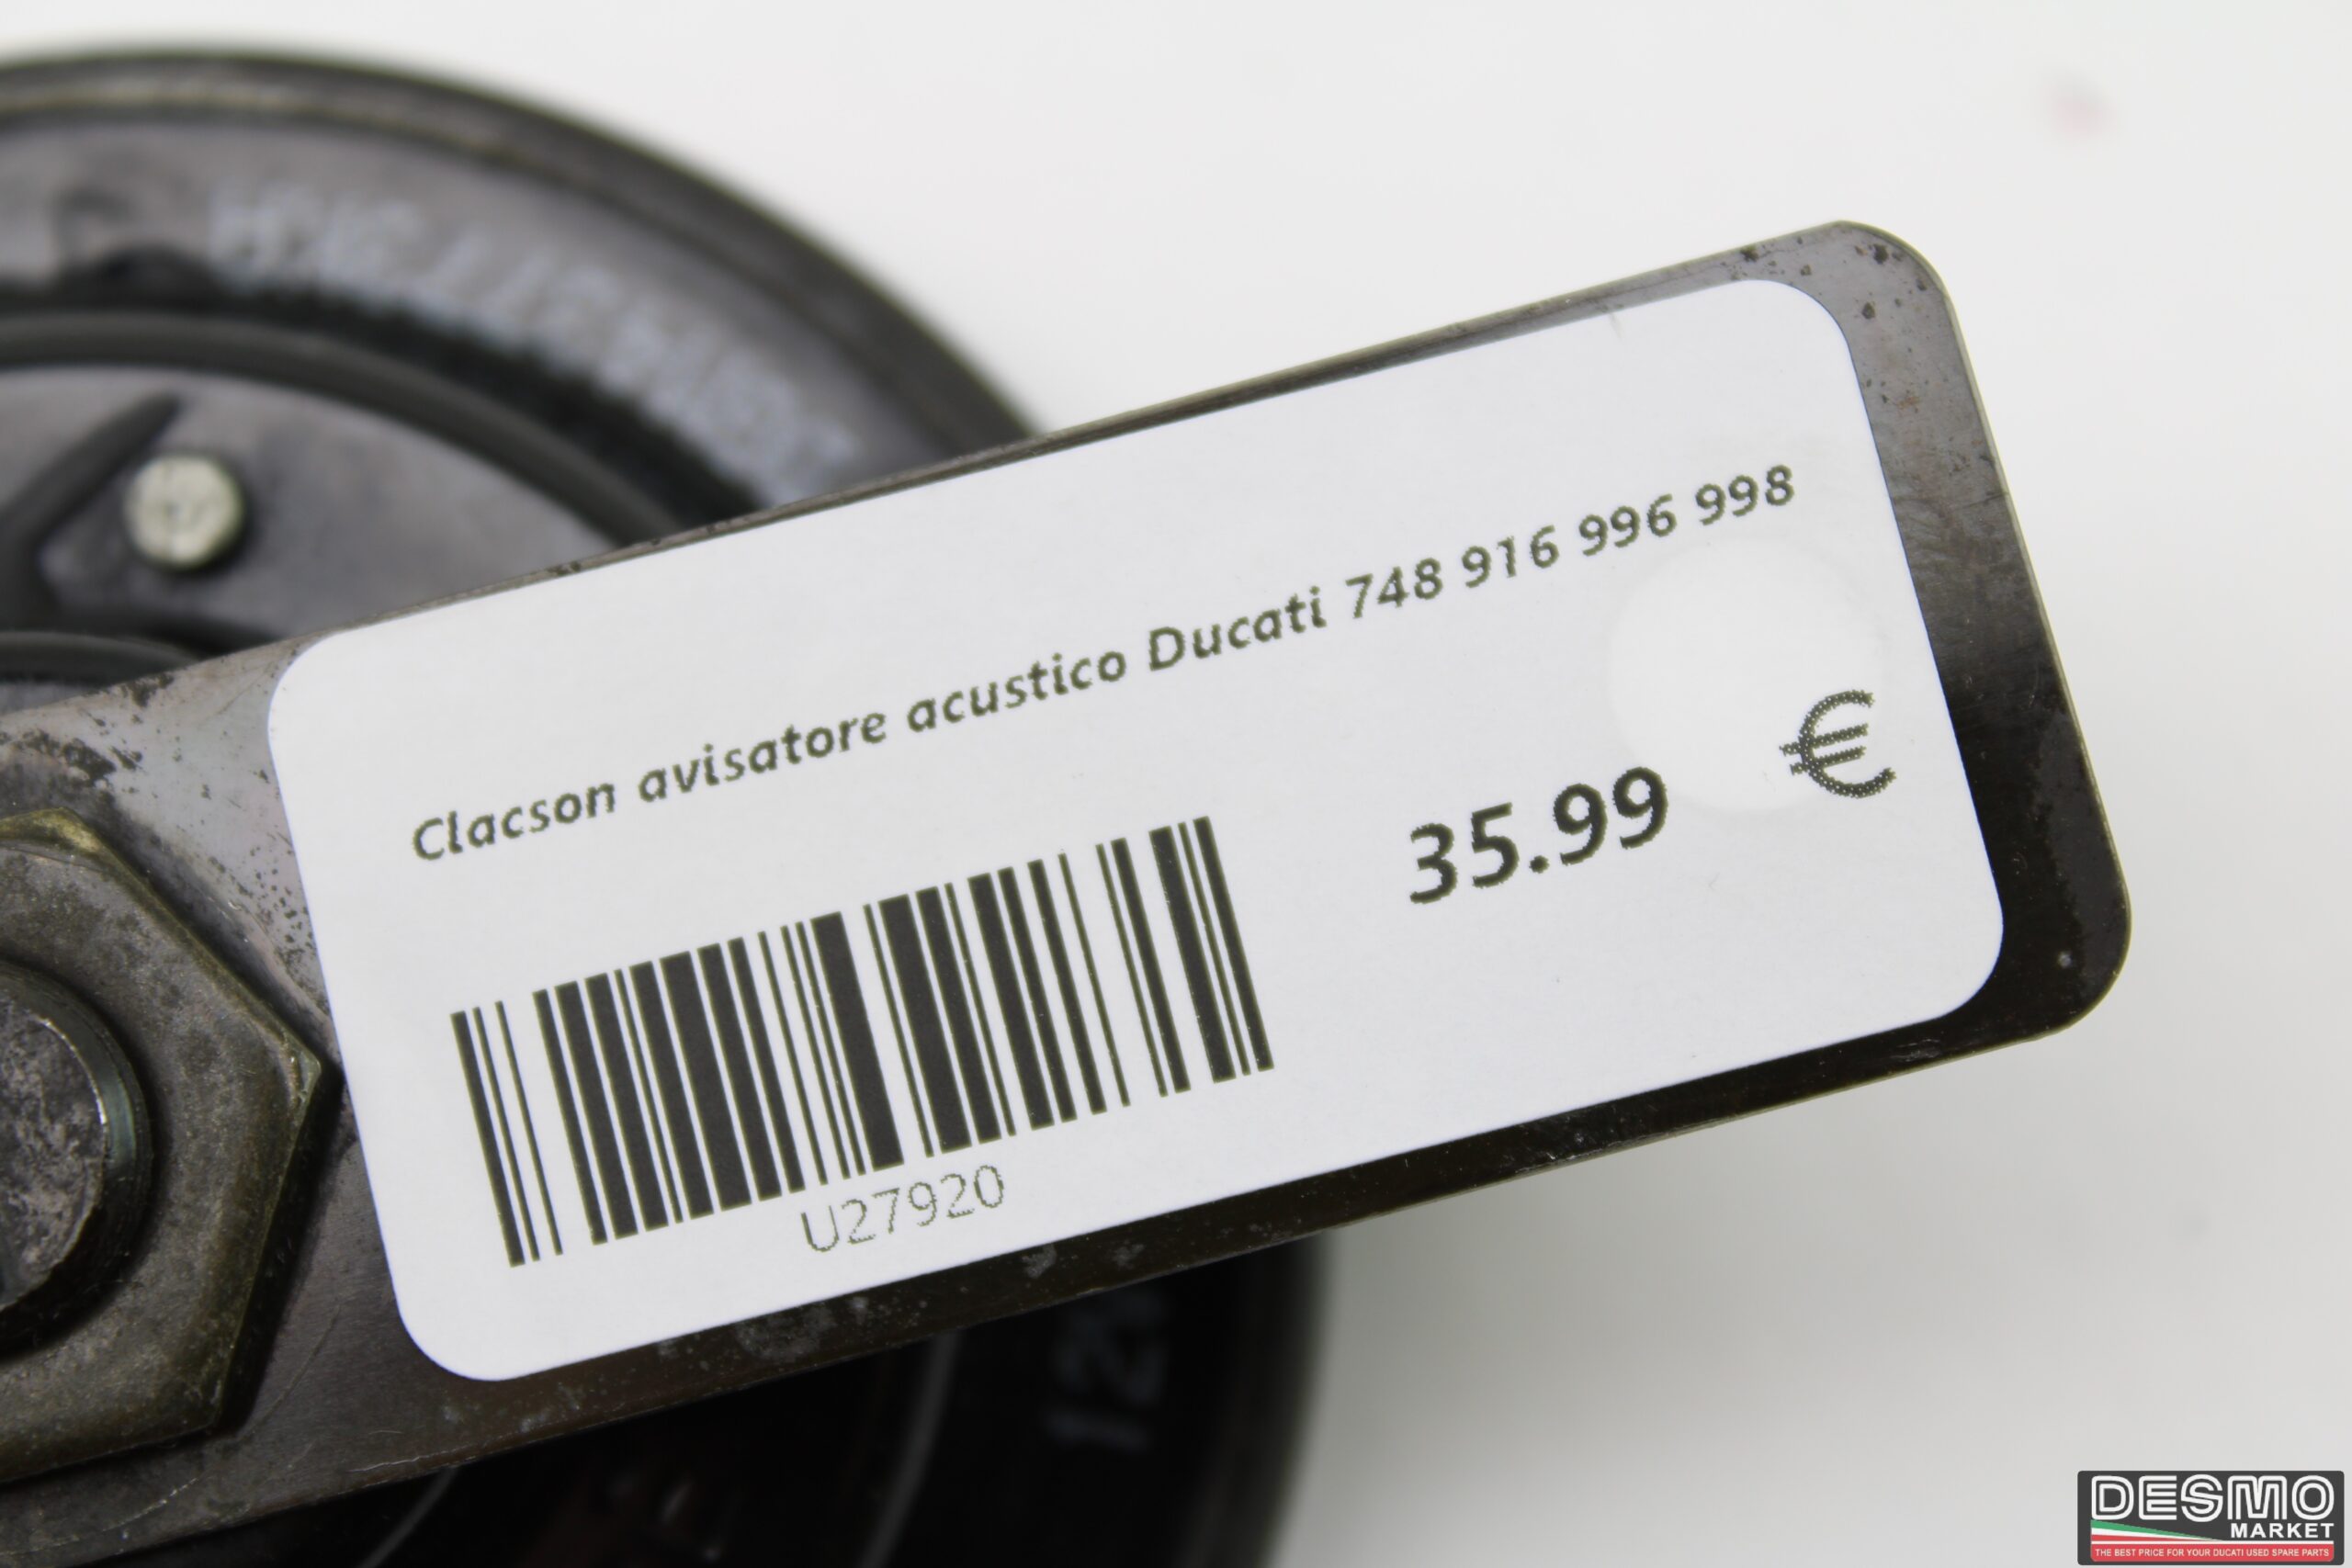 Clacson avisatore acustico Ducati 748 916 996 998
35.99 €
U27920
DESMO
MARKET
THE BEST PRICE FOR YOUR DUCATI USED SPARE PARTS